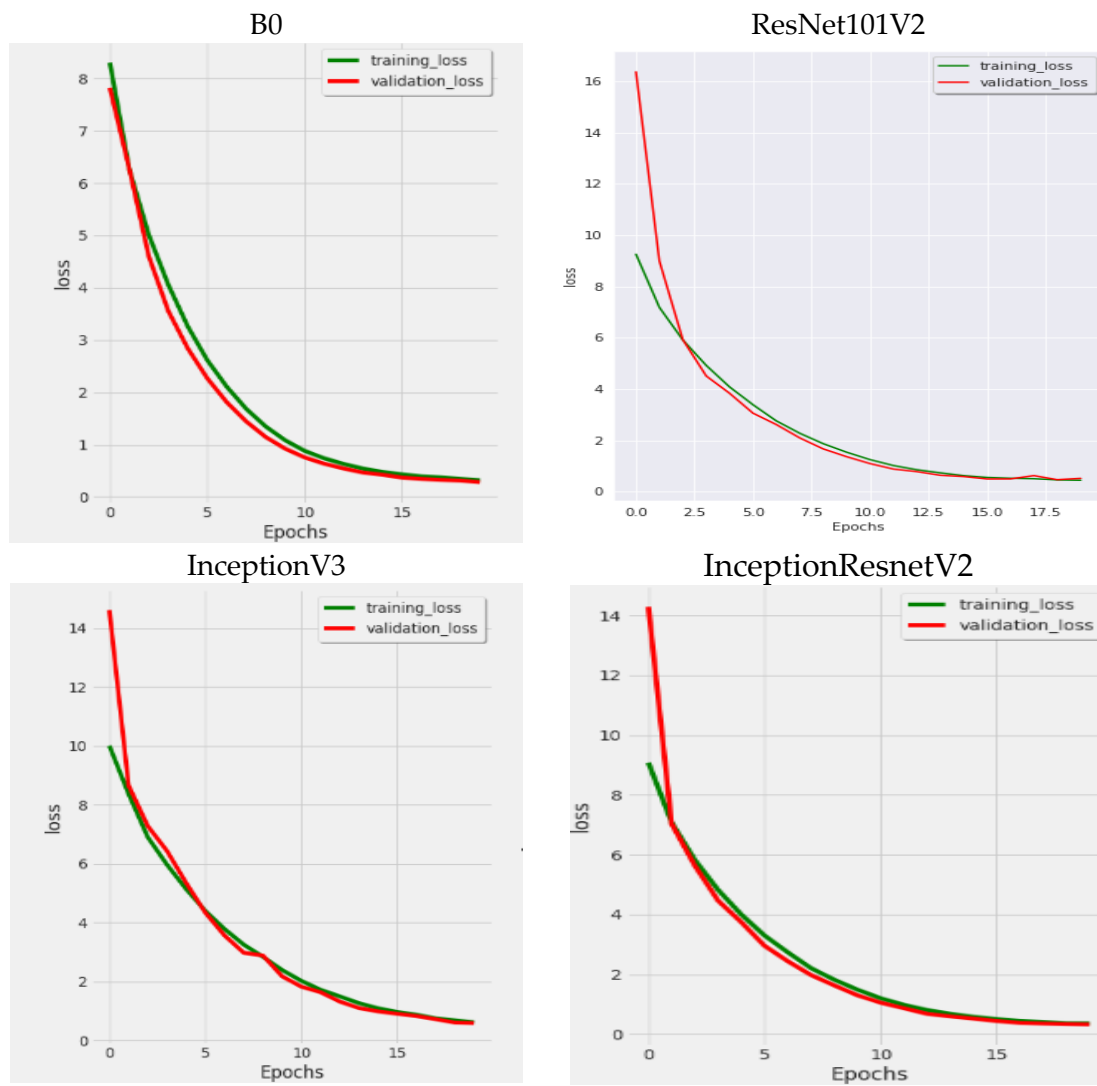 B0
training_loss
validation_loss
8
7
6
5
4
3
2
1
0
loss
0 5 10 15
Epochs
ResNet101V2
training_loss
validation_loss
16
14
12
10
8
6
4
2
0
loss
0.0 2.5 5.0 7.5 10.0 12.5 15.0 17.5
Epochs
InceptionV3
training_loss
validation_loss
14
12
10
8
6
4
2
0
loss
0 5 10 15
Epochs
InceptionResnetV2
training_loss
validation_loss
14
12
10
8
6
4
2
0
loss
0 5 10 15
Epochs